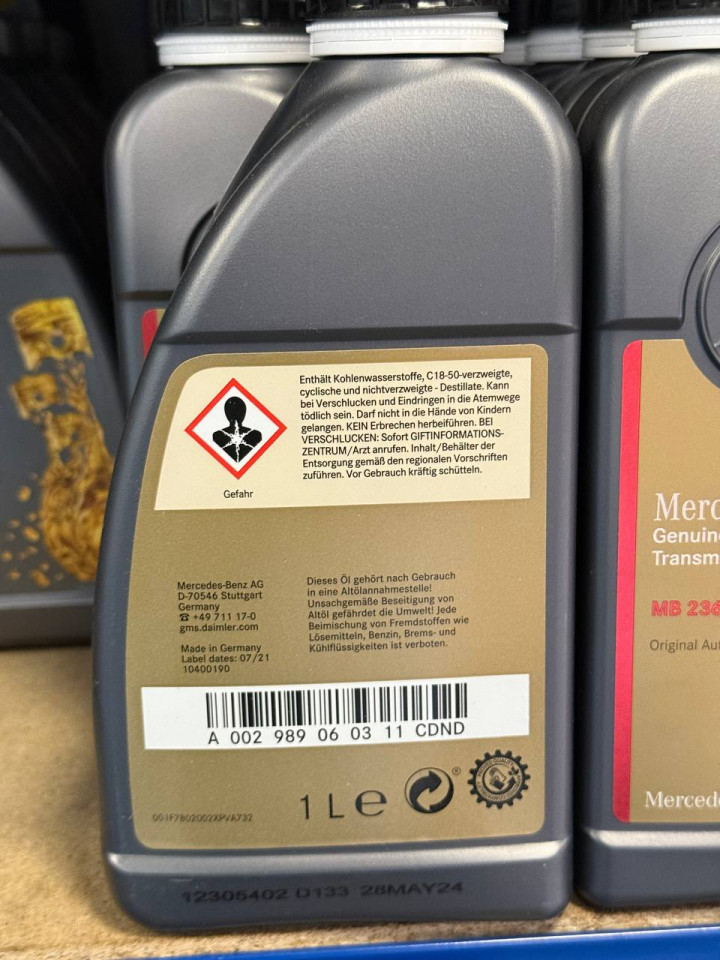 Enthält Kohlenwasserstoffe, C18-50-verzweigte,
cyclische und nichtverzweigte - Destillate. Kann
bei Verschlucken und Eindringen in die Atemwege
tödlich sein. Darf nicht in die Hände von Kindern
gelangen. KEIN Erbrechen herbeiführen. BEI
VERSCHLUCKEN: Sofort GIFTINFORMATIONS-
ZENTRUM/Arzt anrufen. Inhalt/Behälter der
Entsorgung gemäß den regionalen Vorschriften
zuführen. Vor Gebrauch kräftig schütteln.
Gefahr
Mercedes-Benz AG
D-70546 Stuttgart
Germany
☎ +49 711 17-0
gms.daimler.com
Made in Germany
Label dates: 07/21
10400190
Dieses Öl gehört nach Gebrauch
in eine Altölannahmestelle!
Unsachgemäße Beseitigung von
Altöl gefährdet die Umwelt! Jede
Beimischung von Fremdstoffen wie
Lösemitteln, Benzin, Brems- und
Kühlflüssigkeiten ist verboten.
A 002 989 06 03 11 CDND
1 L e
®
12305402 D133 28MAY24
Merc
Genuin
Transm
MB 236
Original Au
Merced